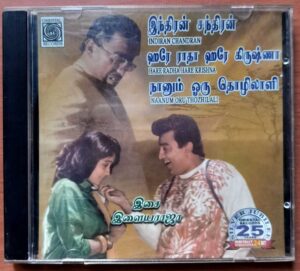 இந்திரன் சந்திரன்
INDIRAN CHANDRAN
ஹரே ராதா ஹரே கிருஷ்ணா
HARE RADHA HARE KRISHNA
நானும் ஒரு தொழிலாளி
NAANUM ORU THOZHILALI
இசை
இளையராஜா
25